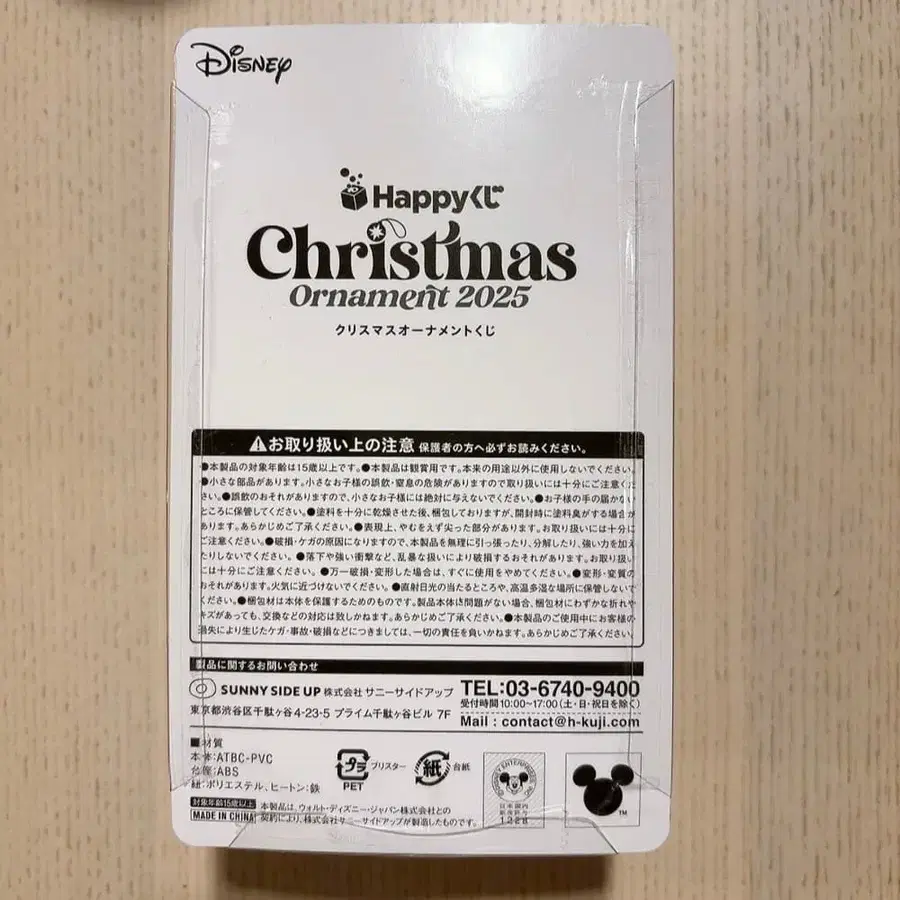 Disney
Happyくじ
Christmas
Ornament 2025
クリスマスオーナメントくじ
お取り扱い上の注意 保護者の方へ必ずお読みください。
●本製品の対象年齢は15歳以上です。●本製品は観賞用です。本来の用途以外に使用しないでください。
●小さな部品があります。小さなお子様の誤飲・窒息の危険がありますので取り扱いには十分にご注意くだ
さい。●誤飲のおそれがありますので、小さなお子様には絶対に与えないでください。●お子様の手の届かない
ところに保管してください。●塗料を十分に乾燥させた後、梱包しておりますが、開封時に塗料臭がする場合が
あります。あらかじめご了承ください。●表現上、やむをえず尖った部分があります。お取り扱いには十分に
ご注意ください。●破損・ケガの原因になりますので、本製品を無理に引っ張ったり、分解したり、強い力を加え
たりしないでください。●落下や強い衝撃など、乱暴な扱いにより破損するおそれがあります。お取り扱い
には十分にご注意ください。●万一破損・変形した場合は、すぐに使用をやめてください。●変形・変質の
おそれがあります。火気に近づけないでください。●直射日光の当たるところや、高温多湿な場所に保管しないで
ください。●梱包材は本体を保護するためのものです。製品本体に問題がない場合、梱包材にわずかな折れや
キズがあっても、交換などの対応は致しかねます。あらかじめご了承ください。●本製品のご使用中にお客様の
過失により生じたケガ・事故・破損などにつきましては、一切の責任を負いかねます。あらかじめご了承ください。
製品に関するお問い合わせ
SUNNY SIDE UP 株式会社 サニーサイドアップ
東京都渋谷区千駄ヶ谷4-23-5 プライム千駄ヶ谷ビル 7F
TEL:03-6740-9400
受付時間10:00~17:00(土・日・祝日を除く)
Mail : contact@h-kuji.com
■材質
本体:ATBC-PVC
台座:ABS
紐:ポリエステル、ヒートン:鉄
プラ ブリスター
PET
紙 台紙
対象年齢15歳以上
MADE IN CHINA
本製品は、ウォルト・ディズニー・ジャパン株式会社との
契約により、株式会社サニーサイドアップが製造したものです。
日本国内
TM